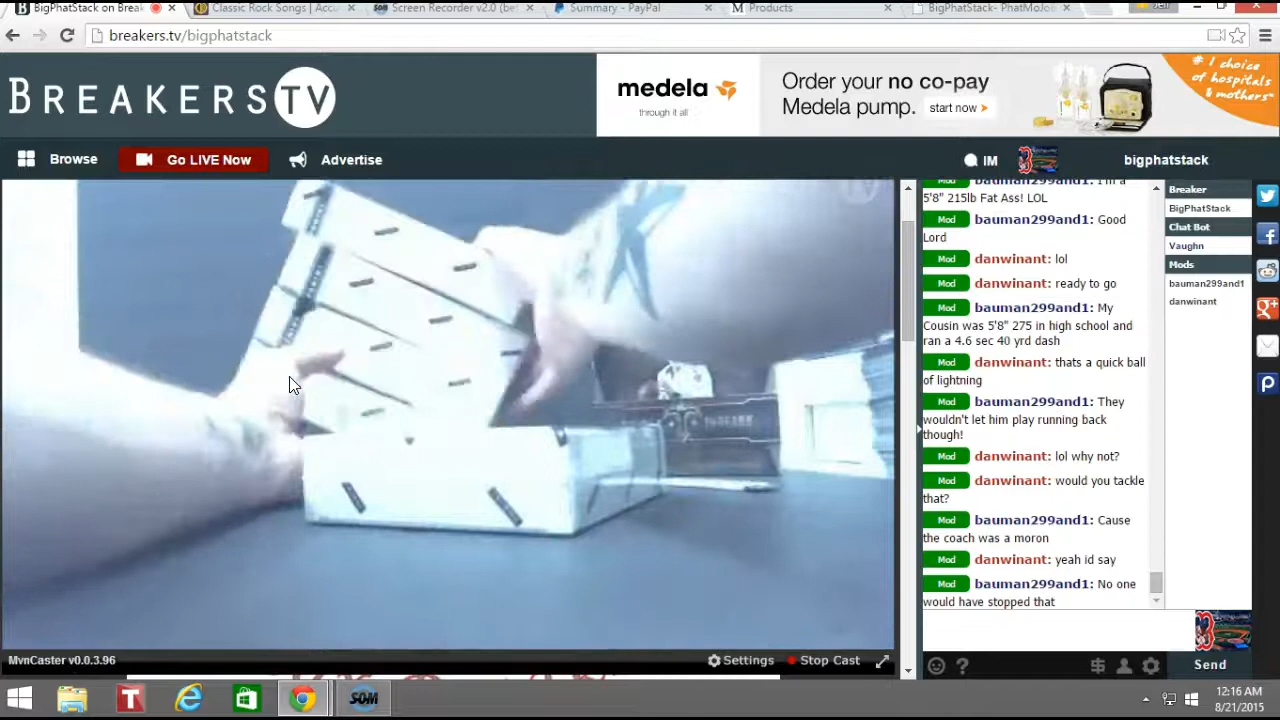 BigPhatStack on Break
Classic Rock Songs | Accu
Screen Recorder v2.0 (be
Summary - PayPal
Products
BigPhatStack- PhatMoJo
Jeff
breakers.tv/bigphatstack
BREAKERS TV
medela
through it all
Order your no co-pay
Medela pump. start now >
# 1 choice
of hospitals
& mothers*
Browse
Go LIVE Now
Advertise
IM
bigphatstack
Mod bauman299and1: I'm a
5'8" 215lb Fat Ass! LOL
Mod bauman299and1: Good
Lord
Mod danwinant: lol
Mod danwinant: ready to go
Mod bauman299and1: My
Cousin was 5'8" 275 in high school and
ran a 4.6 sec 40 yrd dash
Mod danwinant: thats a quick ball
of lightning
Mod bauman299and1: They
wouldn't let him play running back
though!
Mod danwinant: lol why not?
Mod danwinant: would you tackle
that?
Mod bauman299and1: Cause
the coach was a moron
Mod danwinant: yeah id say
Mod bauman299and1: No one
would have stopped that
Breaker
BigPhatStack
Chat Bot
Vaughn
Mods
bauman299and1
danwinant
MvnCaster v0.0.3.96
Settings
Stop Cast
Send
SOM
12:16 AM
8/21/2015